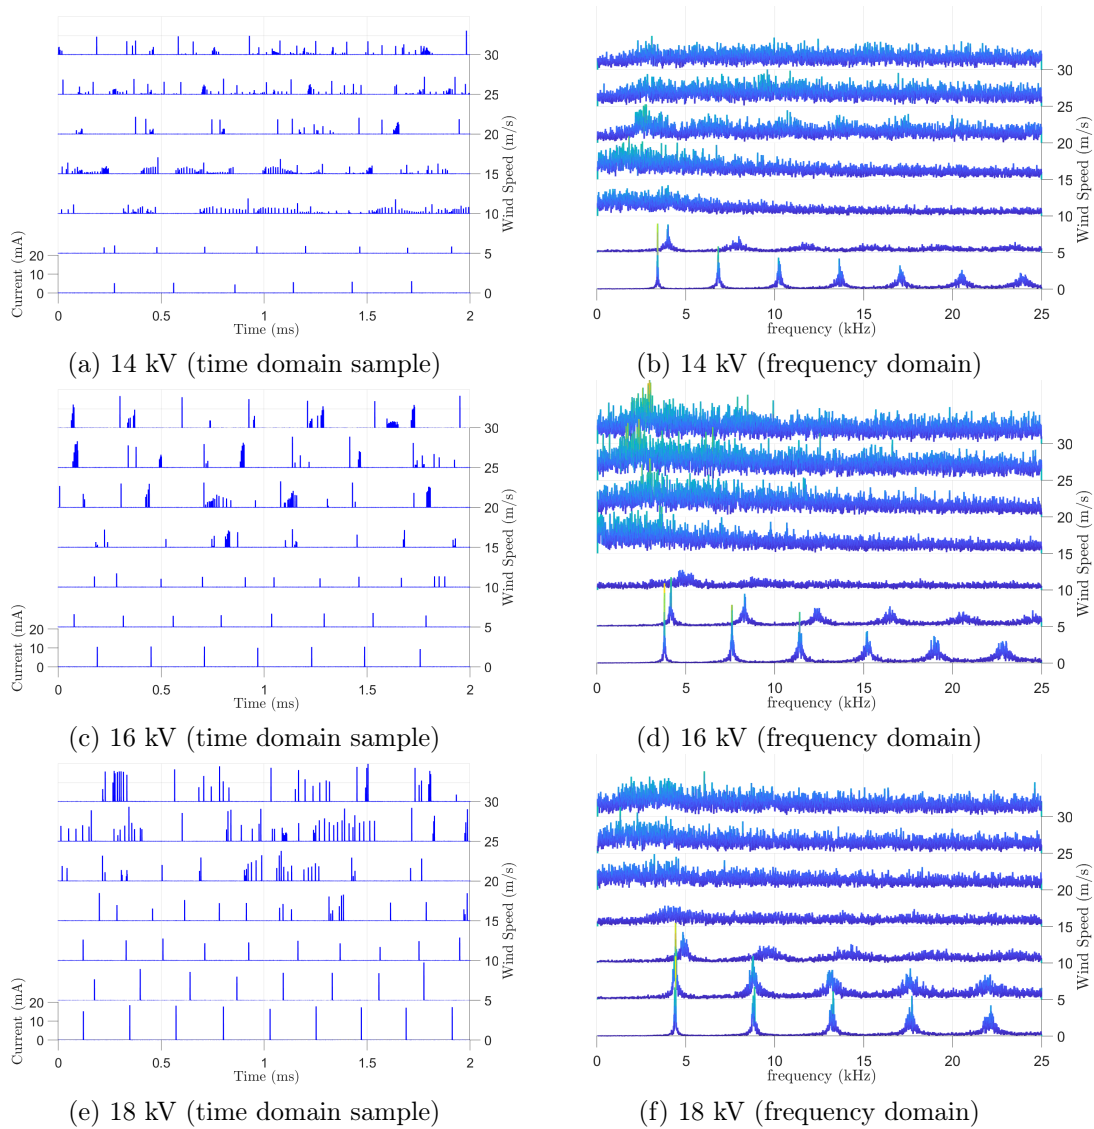 30
25
20
15
10
5
0
Wind Speed (m/s)
20
10
0
Current (mA)
0 0.5 1 1.5 2
Time (ms)
(a) 14 kV (time domain sample)
30
25
20
15
10
5
0
Wind Speed (m/s)
0 5 10 15 20 25
frequency (kHz)
(b) 14 kV (frequency domain)
30
25
20
15
10
5
0
Wind Speed (m/s)
20
10
0
Current (mA)
0 0.5 1 1.5 2
Time (ms)
(c) 16 kV (time domain sample)
30
25
20
15
10
5
0
Wind Speed (m/s)
0 5 10 15 20 25
frequency (kHz)
(d) 16 kV (frequency domain)
30
25
20
15
10
5
0
Wind Speed (m/s)
20
10
0
Current (mA)
0 0.5 1 1.5 2
Time (ms)
(e) 18 kV (time domain sample)
30
25
20
15
10
5
0
Wind Speed (m/s)
0 5 10 15 20 25
frequency (kHz)
(f) 18 kV (frequency domain)